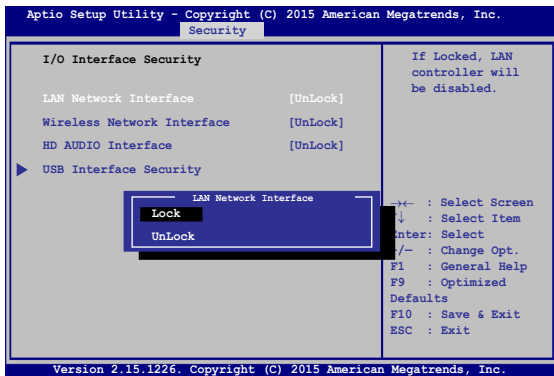 Aptio Setup Utility - Copyright (C) 2015 American Megatrends, Inc.
Security
I/O Interface Security
LAN Network Interface [UnLock]
Wireless Network Interface [UnLock]
HD AUDIO Interface [UnLock]
USB Interface Security
LAN Network Interface
Lock
UnLock
If Locked, LAN
controller will
be disabled.
→← : Select Screen
↓ : Select Item
Enter: Select
/— : Change Opt.
F1 : General Help
F9 : Optimized
Defaults
F10 : Save & Exit
ESC : Exit
Version 2.15.1226. Copyright (C) 2015 American Megatrends, Inc.